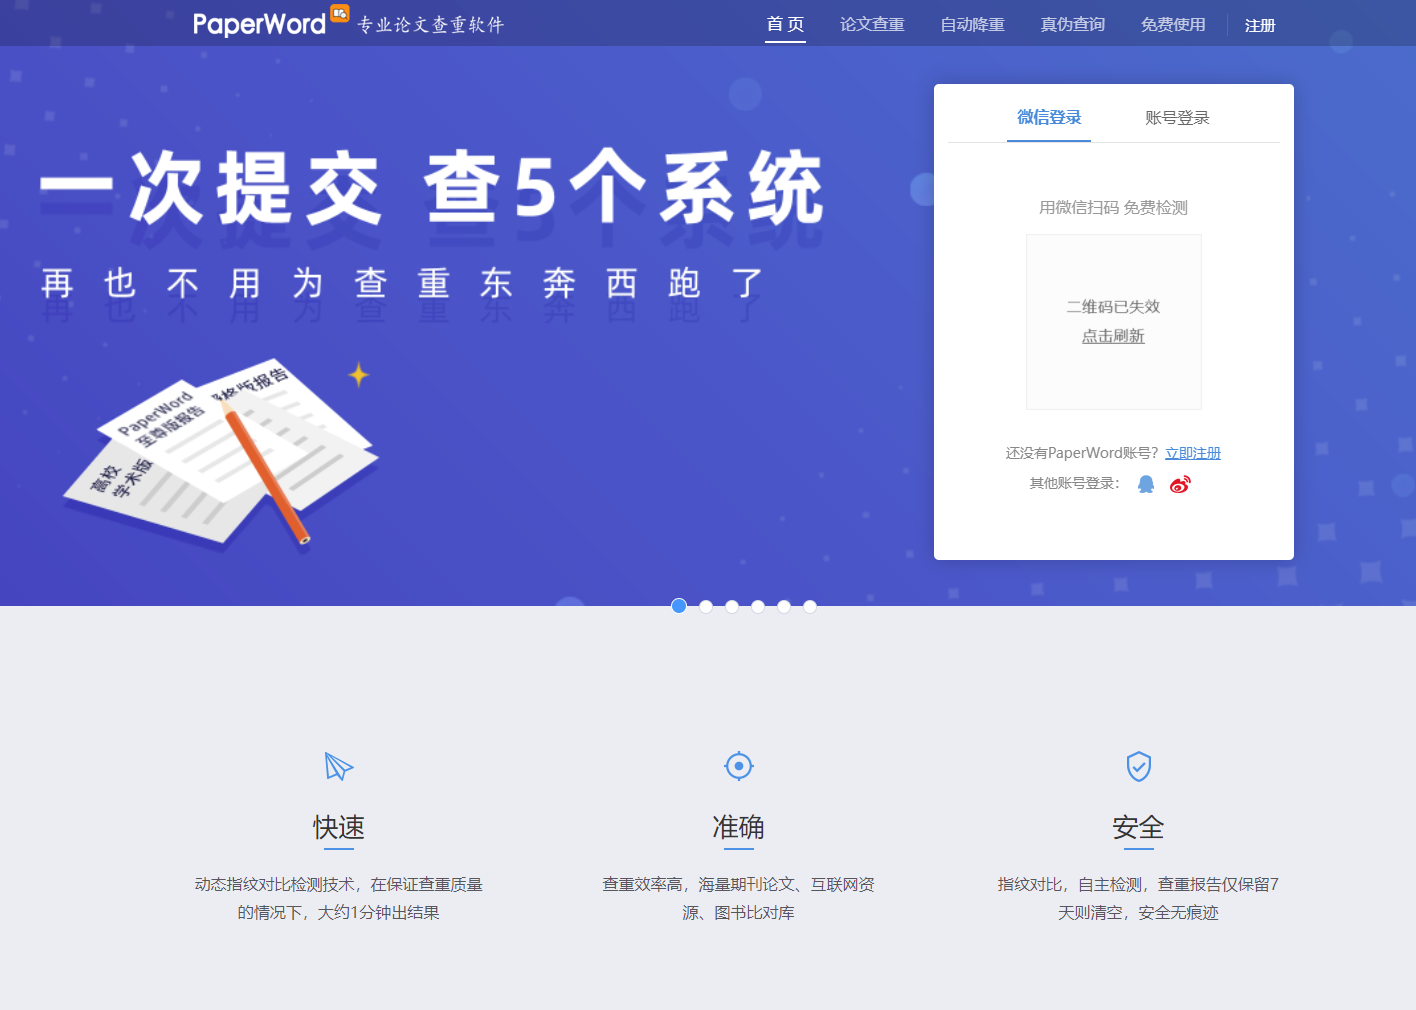 PaperWord 专业论文查重软件
首 页 论文查重 自动降重 真伪查询 免费使用 注册
微信登录 账号登录
一次提交 查5个系统
再也不用为查重东奔西跑了
用微信扫码 免费检测
二维码已失效
点击刷新
PaperWord
至尊版报告
高校
学术版
版报告
还没有PaperWord账号？立即注册
其他账号登录：
快速
动态指纹对比检测技术，在保证查重质量
的情况下，大约1分钟出结果
准确
查重效率高，海量期刊论文、互联网资
源、图书比对库
安全
指纹对比，自主检测，查重报告仅保留7
天则清空，安全无痕迹